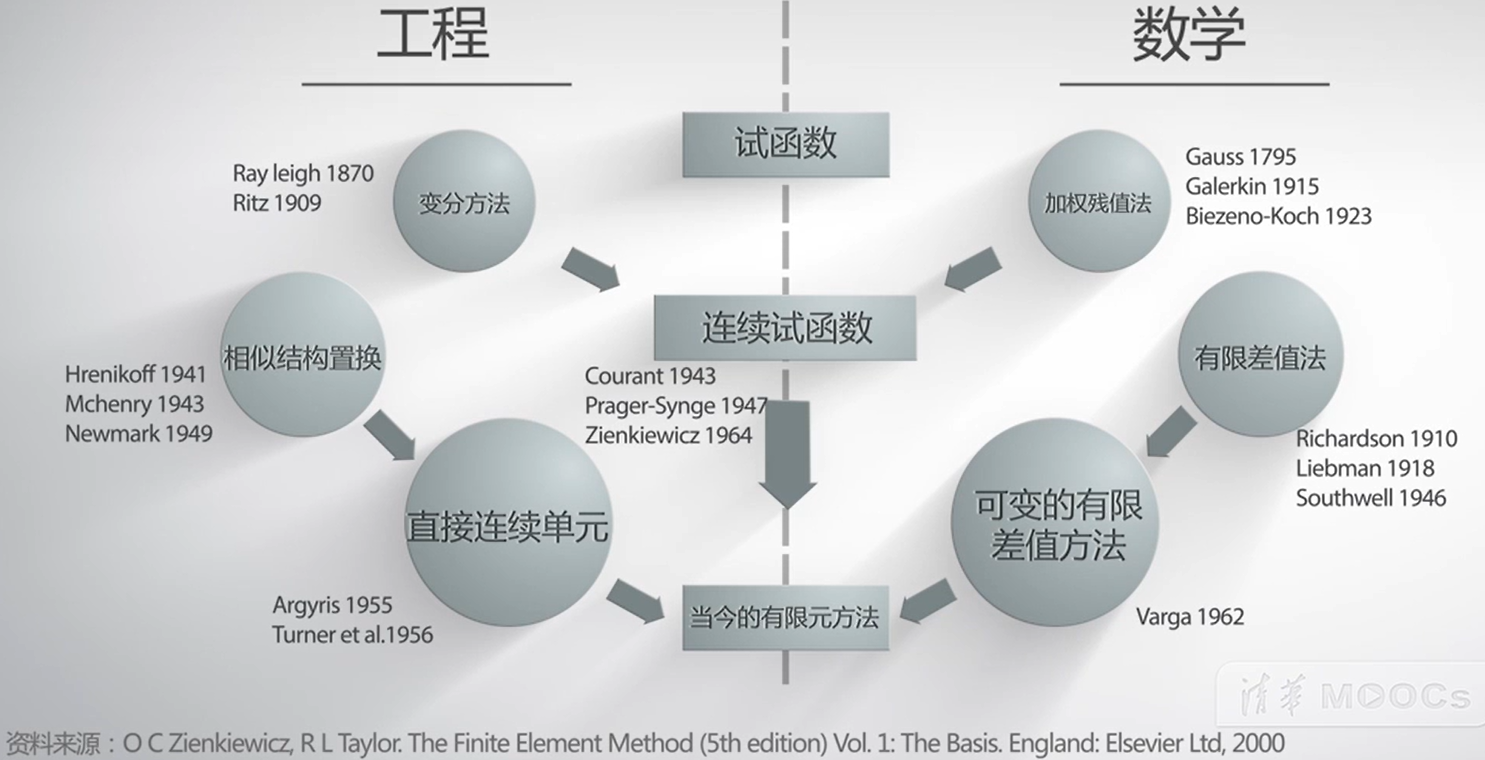 工程
数学
试函数
Ray leigh 1870
Ritz 1909
变分方法
加权残值法
Gauss 1795
Galerkin 1915
Biezeno-Koch 1923
连续试函数
相似结构置换
Hrenikoff 1941
Mchenry 1943
Newmark 1949
Courant 1943
Prager-Synge 1947
Zienkiewicz 1964
有限差值法
Richardson 1910
Liebman 1918
Southwell 1946
直接连续单元
可变的有限
差值方法
Argyris 1955
Turner et al.1956
当今的有限元方法
Varga 1962
清华 MOOCs
资料来源：O C Zienkiewicz, R L Taylor. The Finite Element Method (5th edition) Vol. 1: The Basis. England: Elsevier Ltd, 2000